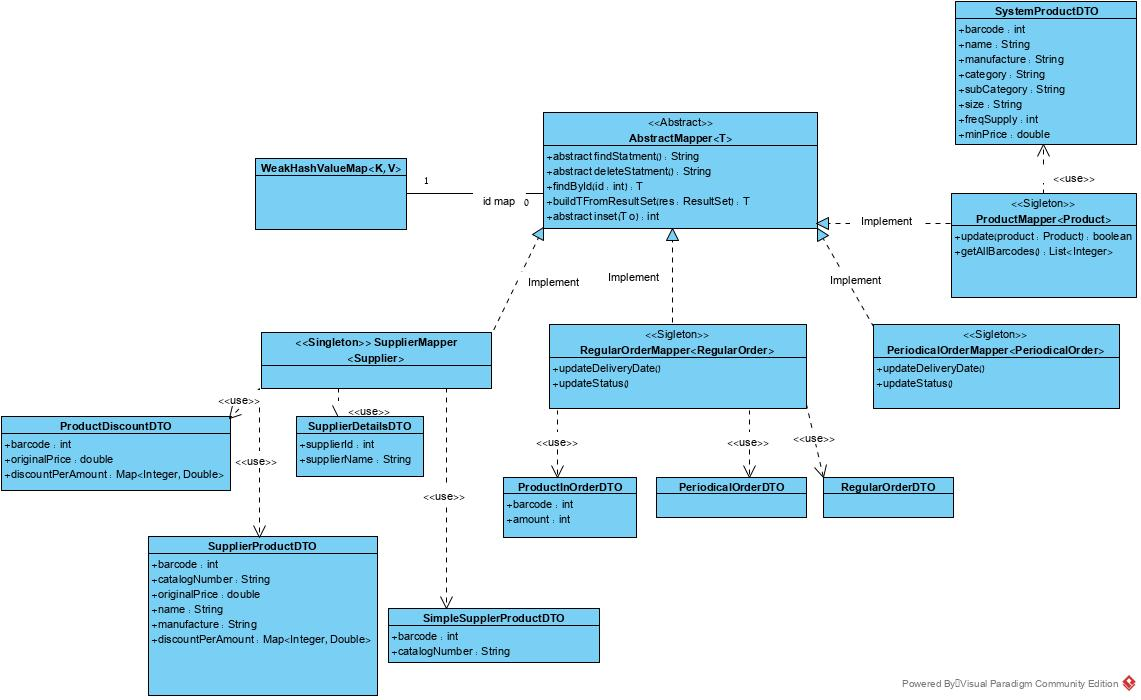 SystemProductDTO
+barcode : int
+name : String
+manufacture : String
+category : String
+subCategory : String
+size : String
+freqSupply : int
+minPrice : double
<<use>>
<<Abstract>>
AbstractMapper<T>
+abstract findStatment() : String
+abstract deleteStatment() : String
+findById(id : int) : T
+buildTFromResultSet(res : ResultSet) : T
+abstract inset(T o) : int
WeakHashValueMap<K, V>
1
id map
0
<<Sigleton>>
ProductMapper<Product>
+update(product : Product) : boolean
+getAllBarcodes() : List<Integer>
Implement
Implement
Implement
Implement
<<Singleton>> SupplierMapper
<Supplier>
<<Sigleton>>
RegularOrderMapper<RegularOrder>
+updateDeliveryDate()
+updateStatus()
<<Sigleton>>
PeriodicalOrderMapper<PeriodicalOrder>
+updateDeliveryDate()
+updateStatus()
<<use>>
<<use>>
<<use>>
<<use>>
<<use>>
<<use>>
<<use>>
ProductDiscountDTO
+barcode : int
+originalPrice : double
+discountPerAmount : Map<Integer, Double>
SupplierDetailsDTO
+supplierId : int
+supplierName : String
ProductInOrderDTO
+barcode : int
+amount : int
PeriodicalOrderDTO
RegularOrderDTO
SupplierProductDTO
+barcode : int
+catalogNumber : String
+originalPrice : double
+name : String
+manufacture : String
+discountPerAmount : Map<Integer, Double>
SimpleSupplerProductDTO
+barcode : int
+catalogNumber : String
Powered By Visual Paradigm Community Edition